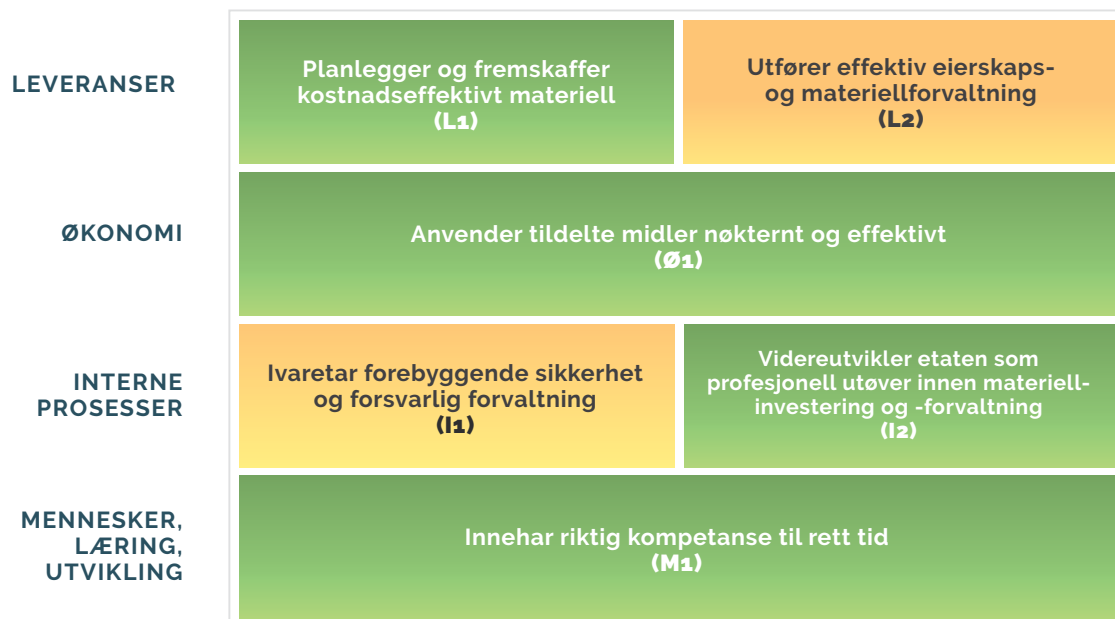 LEVERANSER
Planlegger og fremskaffer
kostnadseffektivt materiell
(L1)
Utfører effektiv eierskaps-
og materiellforvaltning
(L2)
ØKONOMI
Anvender tildelte midler nøkternt og effektivt
(Ø1)
INTERNE
PROSESSER
Ivaretar forebyggende sikkerhet
og forsvarlig forvaltning
(I1)
Videreutvikler etaten som
profesjonell utøver innen materiell-
investering og -forvaltning
(I2)
MENNESKER,
LÆRING,
UTVIKLING
Innehar riktig kompetanse til rett tid
(M1)